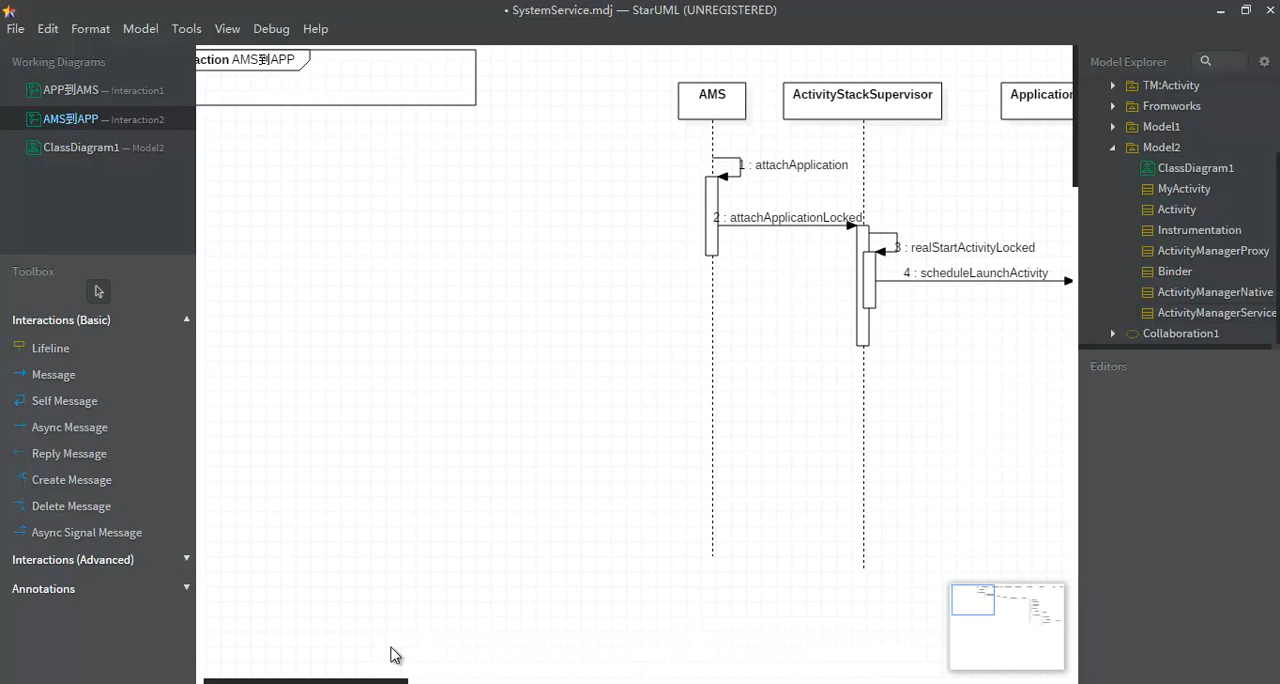 • SystemService.mdj — StarUML (UNREGISTERED)
File Edit Format Model Tools View Debug Help
Working Diagrams
APP到AMS — Interaction1
AMS到APP — Interaction2
ClassDiagram1 — Model2
Toolbox
Interactions (Basic)
Lifeline
Message
Self Message
Async Message
Reply Message
Create Message
Delete Message
Async Signal Message
Interactions (Advanced)
Annotations
action AMS到APP
AMS
ActivityStackSupervisor
Application
1 : attachApplication
2 : attachApplicationLocked
3 : realStartActivityLocked
4 : scheduleLaunchActivity
Model Explorer
TM:Activity
Fromworks
Model1
Model2
ClassDiagram1
MyActivity
Activity
Instrumentation
ActivityManagerProxy
Binder
ActivityManagerNative
ActivityManagerService
Collaboration1
Editors